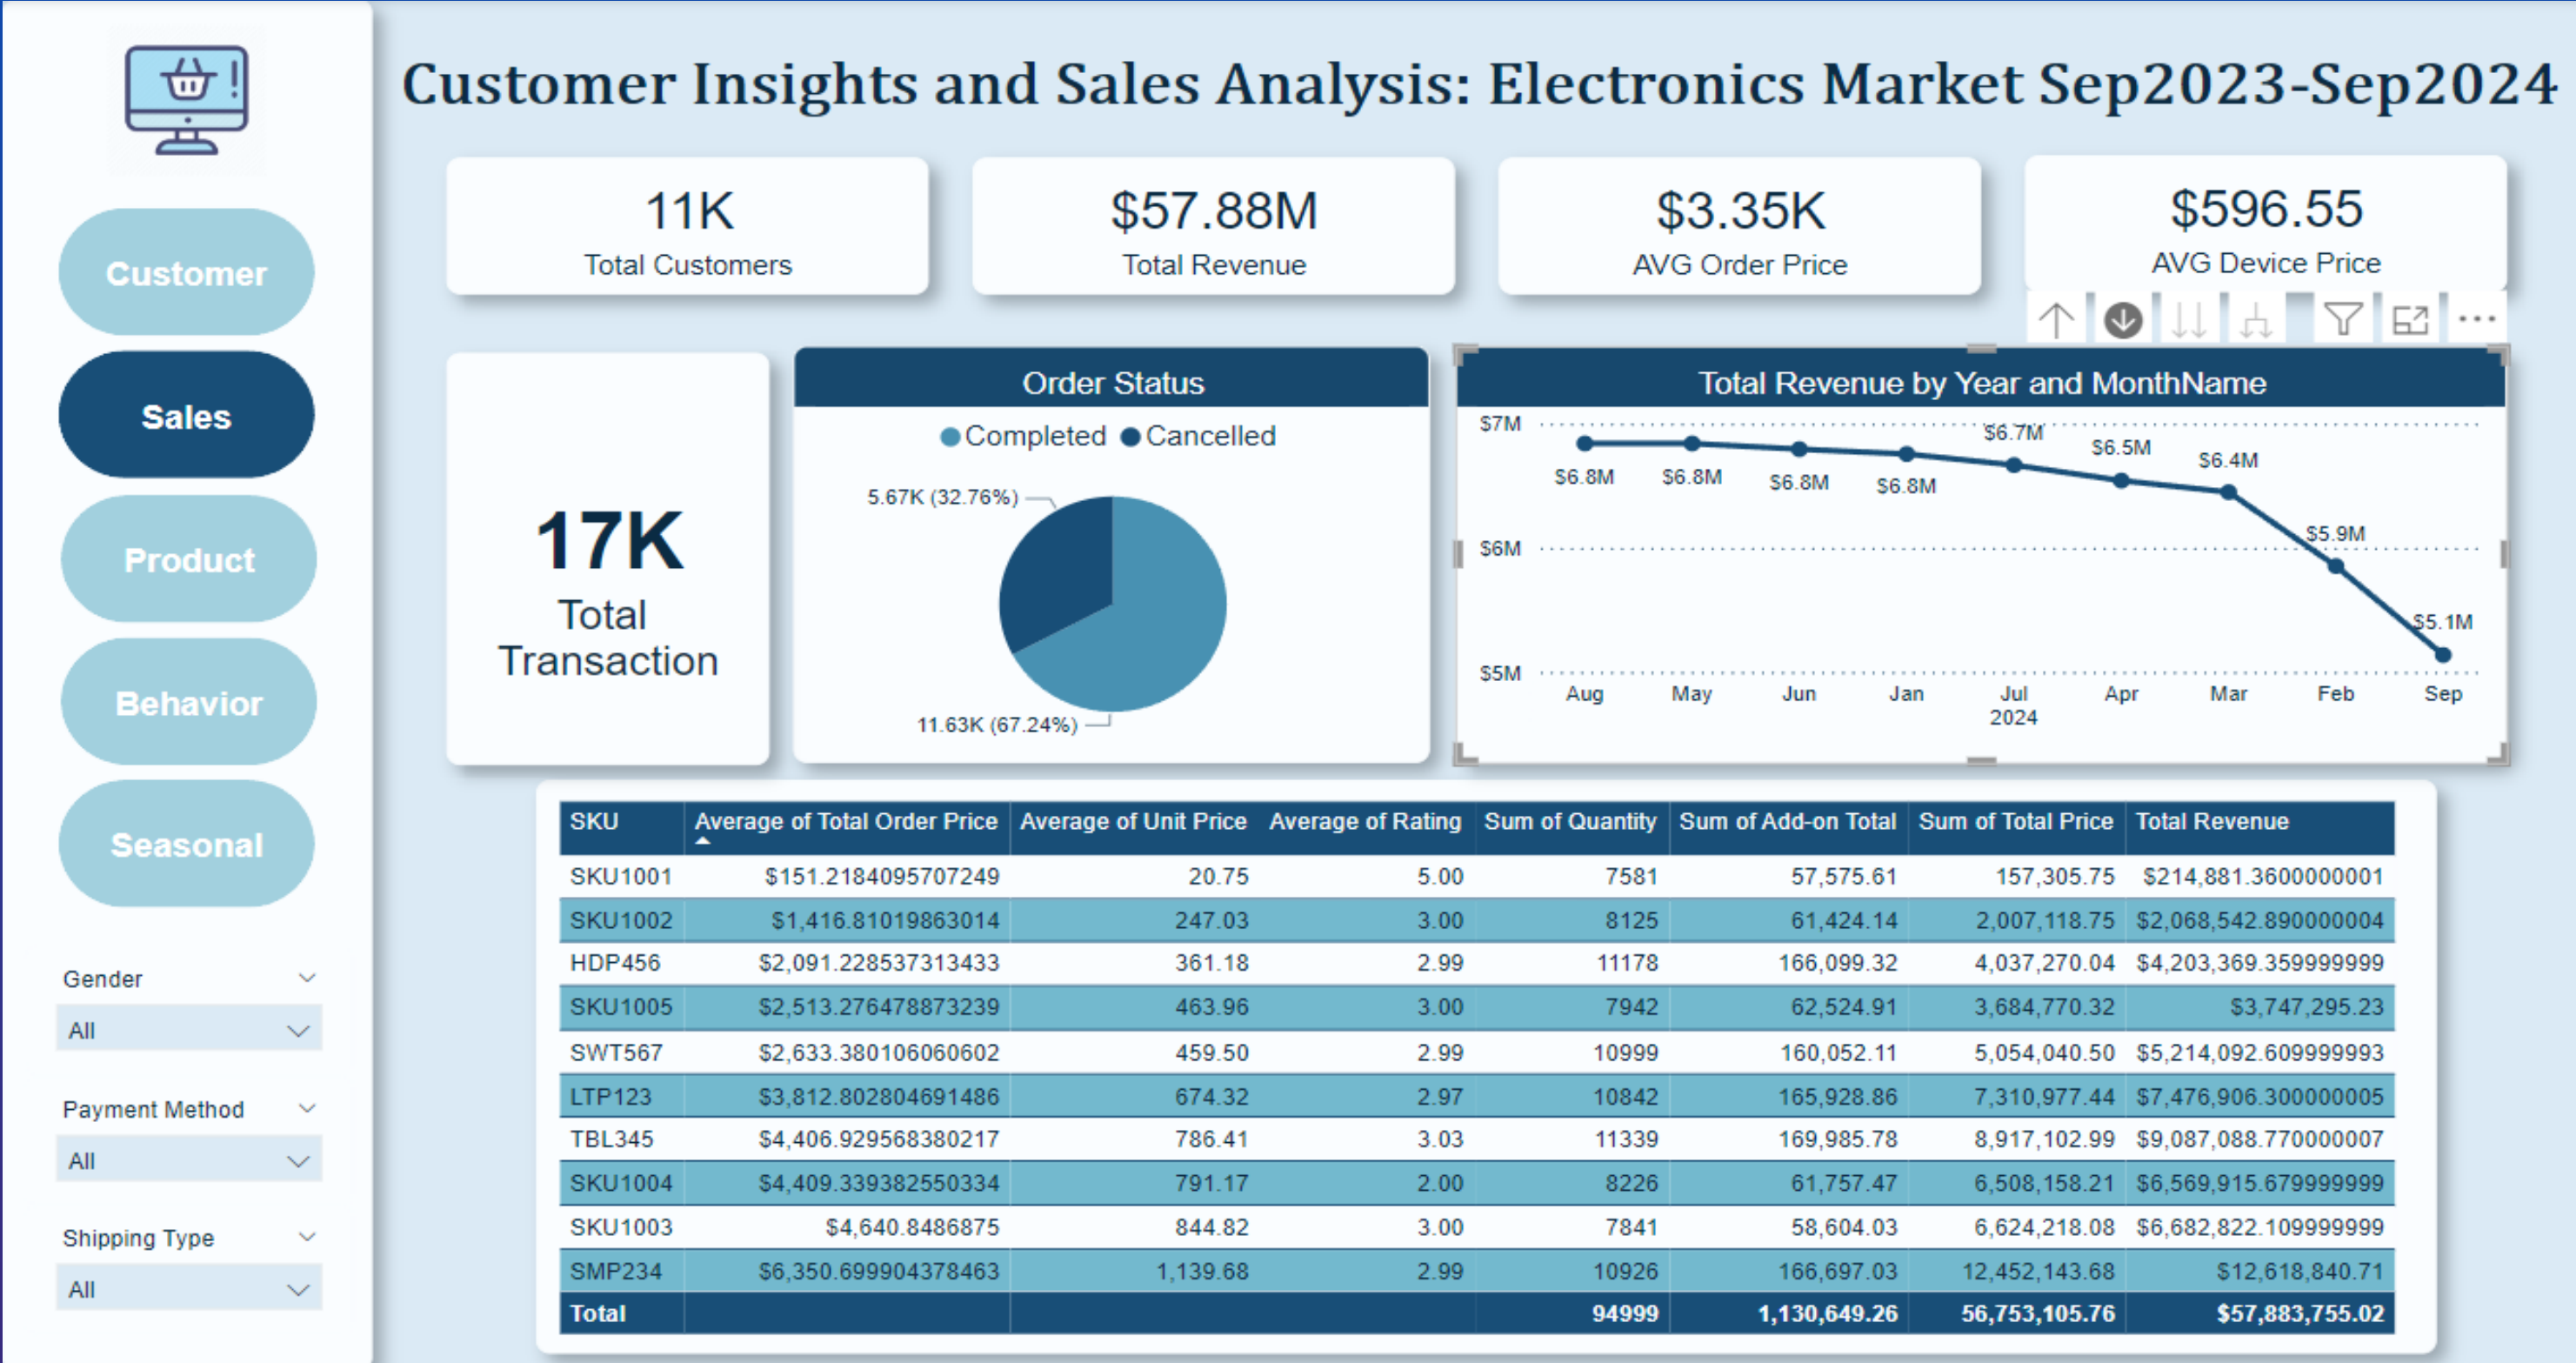 Customer Insights and Sales Analysis: Electronics Market Sep2023-Sep2024
Customer
Sales
Product
Behavior
Seasonal
Gender
All
Payment Method
All
Shipping Type
All
11K
Total Customers
$57.88M
Total Revenue
$3.35K
AVG Order Price
$596.55
AVG Device Price
17K
Total
Transaction
Order Status
Completed Cancelled
5.67K (32.76%)
11.63K (67.24%)
Total Revenue by Year and MonthName
$7M
$6M
$5M
$6.8M $6.8M $6.8M $6.8M $6.7M $6.5M $6.4M $5.9M $5.1M
Aug May Jun Jan Jul Apr Mar Feb Sep
2024
SKU Average of Total Order Price Average of Unit Price Average of Rating Sum of Quantity Sum of Add-on Total Sum of Total Price Total Revenue
SKU1001 $151.2184095707249 20.75 5.00 7581 57,575.61 157,305.75 $214,881.3600000001
SKU1002 $1,416.81019863014 247.03 3.00 8125 61,424.14 2,007,118.75 $2,068,542.890000004
HDP456 $2,091.228537313433 361.18 2.99 11178 166,099.32 4,037,270.04 $4,203,369.359999999
SKU1005 $2,513.276478873239 463.96 3.00 7942 62,524.91 3,684,770.32 $3,747,295.23
SWT567 $2,633.380106060602 459.50 2.99 10999 160,052.11 5,054,040.50 $5,214,092.609999993
LTP123 $3,812.802804691486 674.32 2.97 10842 165,928.86 7,310,977.44 $7,476,906.300000005
TBL345 $4,406.929568380217 786.41 3.03 11339 169,985.78 8,917,102.99 $9,087,088.770000007
SKU1004 $4,409.339382550334 791.17 2.00 8226 61,757.47 6,508,158.21 $6,569,915.679999999
SKU1003 $4,640.8486875 844.82 3.00 7841 58,604.03 6,624,218.08 $6,682,822.109999999
SMP234 $6,350.699904378463 1,139.68 2.99 10926 166,697.03 12,452,143.68 $12,618,840.71
Total 94999 1,130,649.26 56,753,105.76 $57,883,755.02